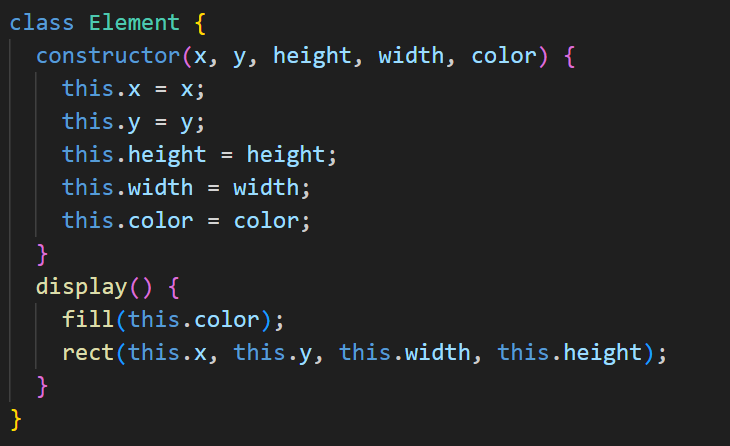 class Element {
  constructor(x, y, height, width, color) {
    this.x = x;
    this.y = y;
    this.height = height;
    this.width = width;
    this.color = color;
  }
  display() {
    fill(this.color);
    rect(this.x, this.y, this.width, this.height);
  }
}